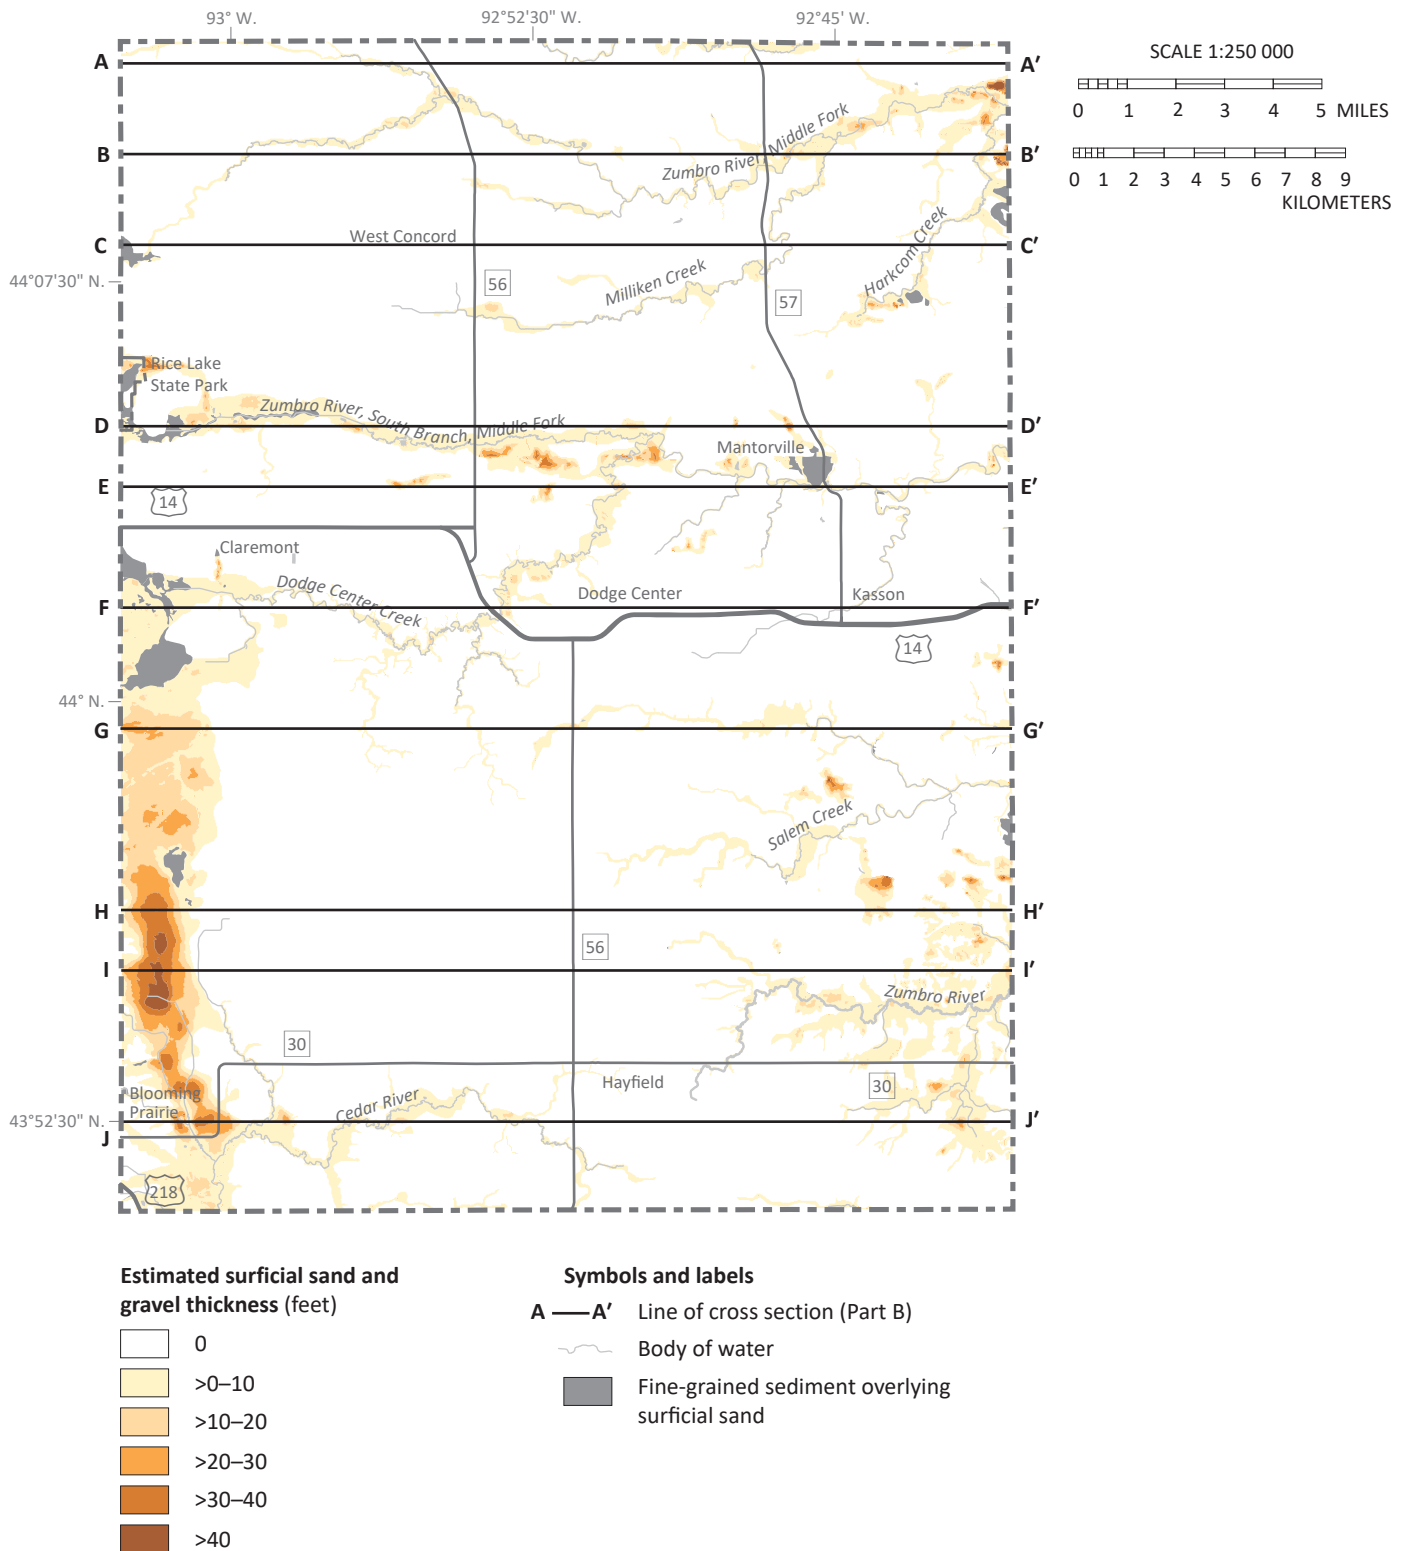 93° W.
92°52'30" W.
92°45' W.
SCALE 1:250 000
0 1 2 3 4 5 MILES
0 1 2 3 4 5 6 7 8 9
KILOMETERS
A A′
Zumbro River, Middle Fork
B B′
Harkcom Creek
West Concord
C C′
44°07'30" N.
56
Milliken Creek
57
Rice Lake
State Park
Zumbro River, South Branch, Middle Fork
D D′
Mantorville
E E′
14
Claremont
Dodge Center Creek
Dodge Center
Kasson
F F′
14
44° N.
G G′
Salem Creek
H H′
56
I I′
Zumbro River
30
Hayfield
30
Blooming
Prairie
Cedar River
43°52'30" N.
J J′
218
Estimated surficial sand and
gravel thickness (feet)
0
>0–10
>10–20
>20–30
>30–40
>40
Symbols and labels
A A′ Line of cross section (Part B)
Body of water
Fine-grained sediment overlying
surficial sand